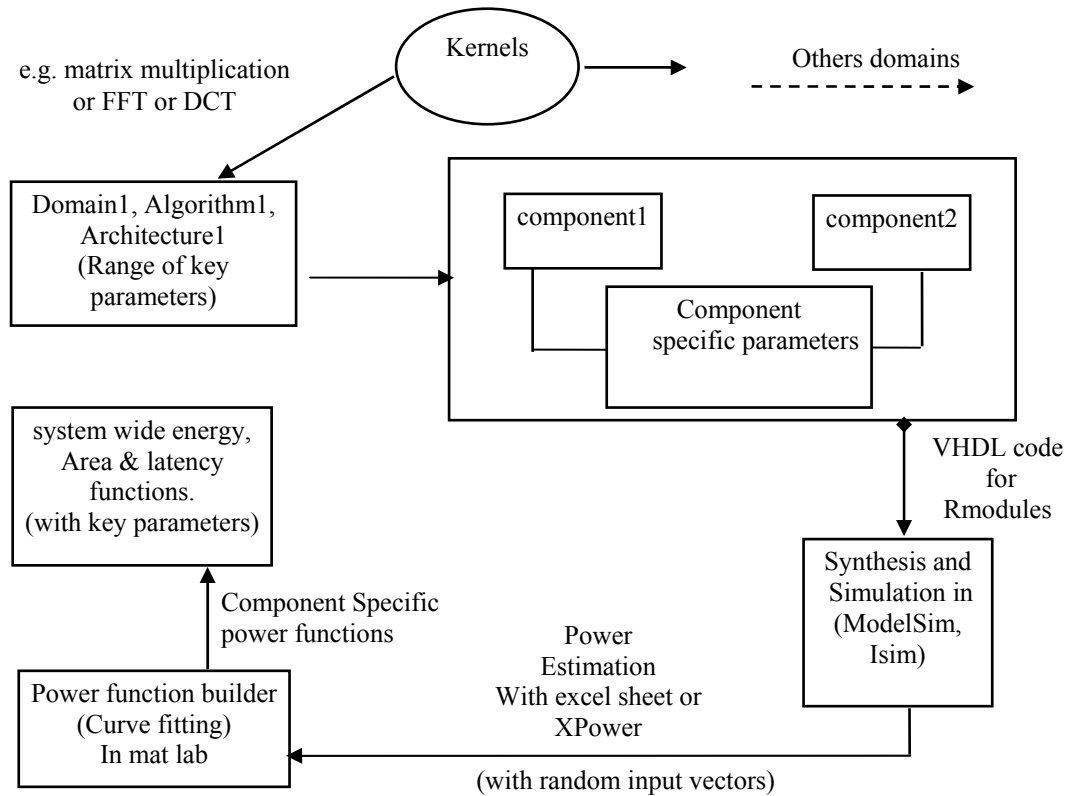 Kernels
e.g. matrix multiplication
or FFT or DCT
Others domains
Domain1, Algorithm1,
Architecture1
(Range of key
parameters)
component1
component2
Component
specific parameters
system wide energy,
Area & latency
functions.
(with key parameters)
VHDL code
for
Rmodules
Synthesis and
Simulation in
(ModelSim,
Isim)
Component Specific
power functions
Power
Estimation
With excel sheet or
XPower
Power function builder
(Curve fitting)
In mat lab
(with random input vectors)